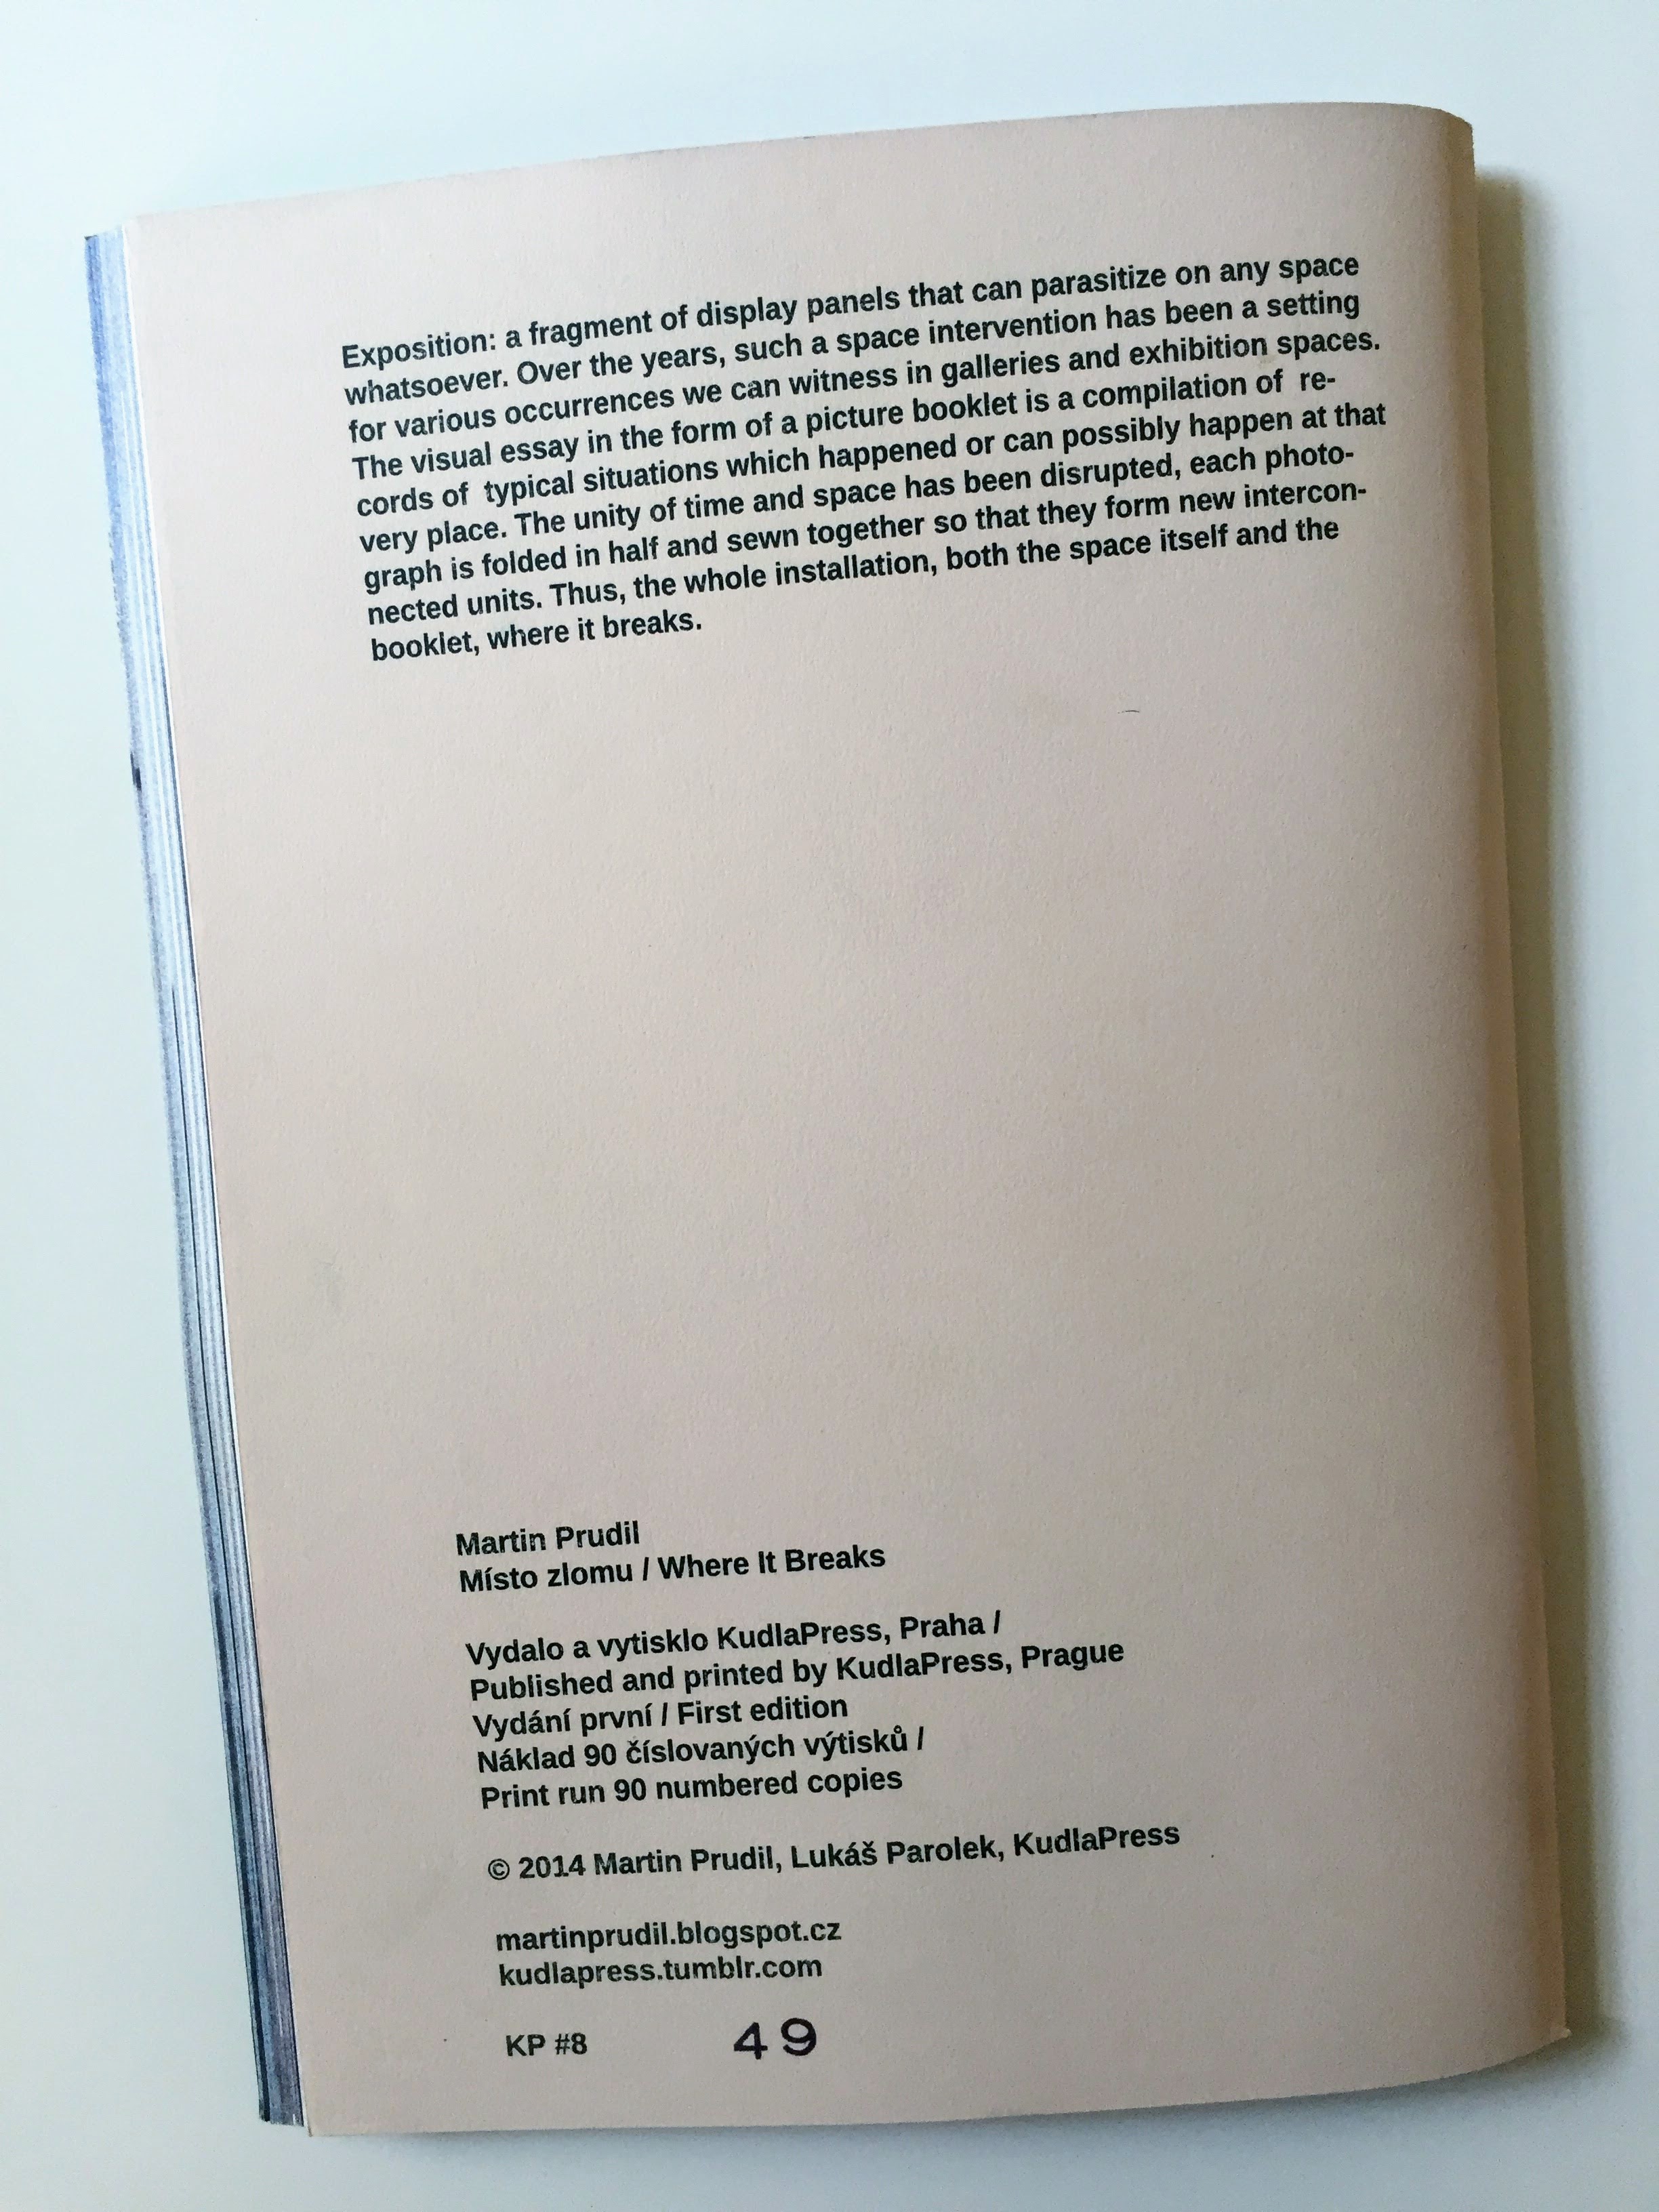 Exposition: a fragment of display panels that can parasitize on any space
whatsoever. Over the years, such a space intervention has been a setting
for various occurrences we can witness in galleries and exhibition spaces.
The visual essay in the form of a picture booklet is a compilation of  re-
cords of  typical situations which happened or can possibly happen at that
very place. The unity of time and space has been disrupted, each photo-
graph is folded in half and sewn together so that they form new intercon-
nected units. Thus, the whole installation, both the space itself and the
booklet, where it breaks.
Martin Prudil
Místo zlomu / Where It Breaks
Vydalo a vytisklo KudlaPress, Praha /
Published and printed by KudlaPress, Prague
Vydání první / First edition
Náklad 90 číslovaných výtisků /
Print run 90 numbered copies
© 2014 Martin Prudil, Lukáš Parolek, KudlaPress
martinprudil.blogspot.cz
kudlapress.tumblr.com
KP #8 49